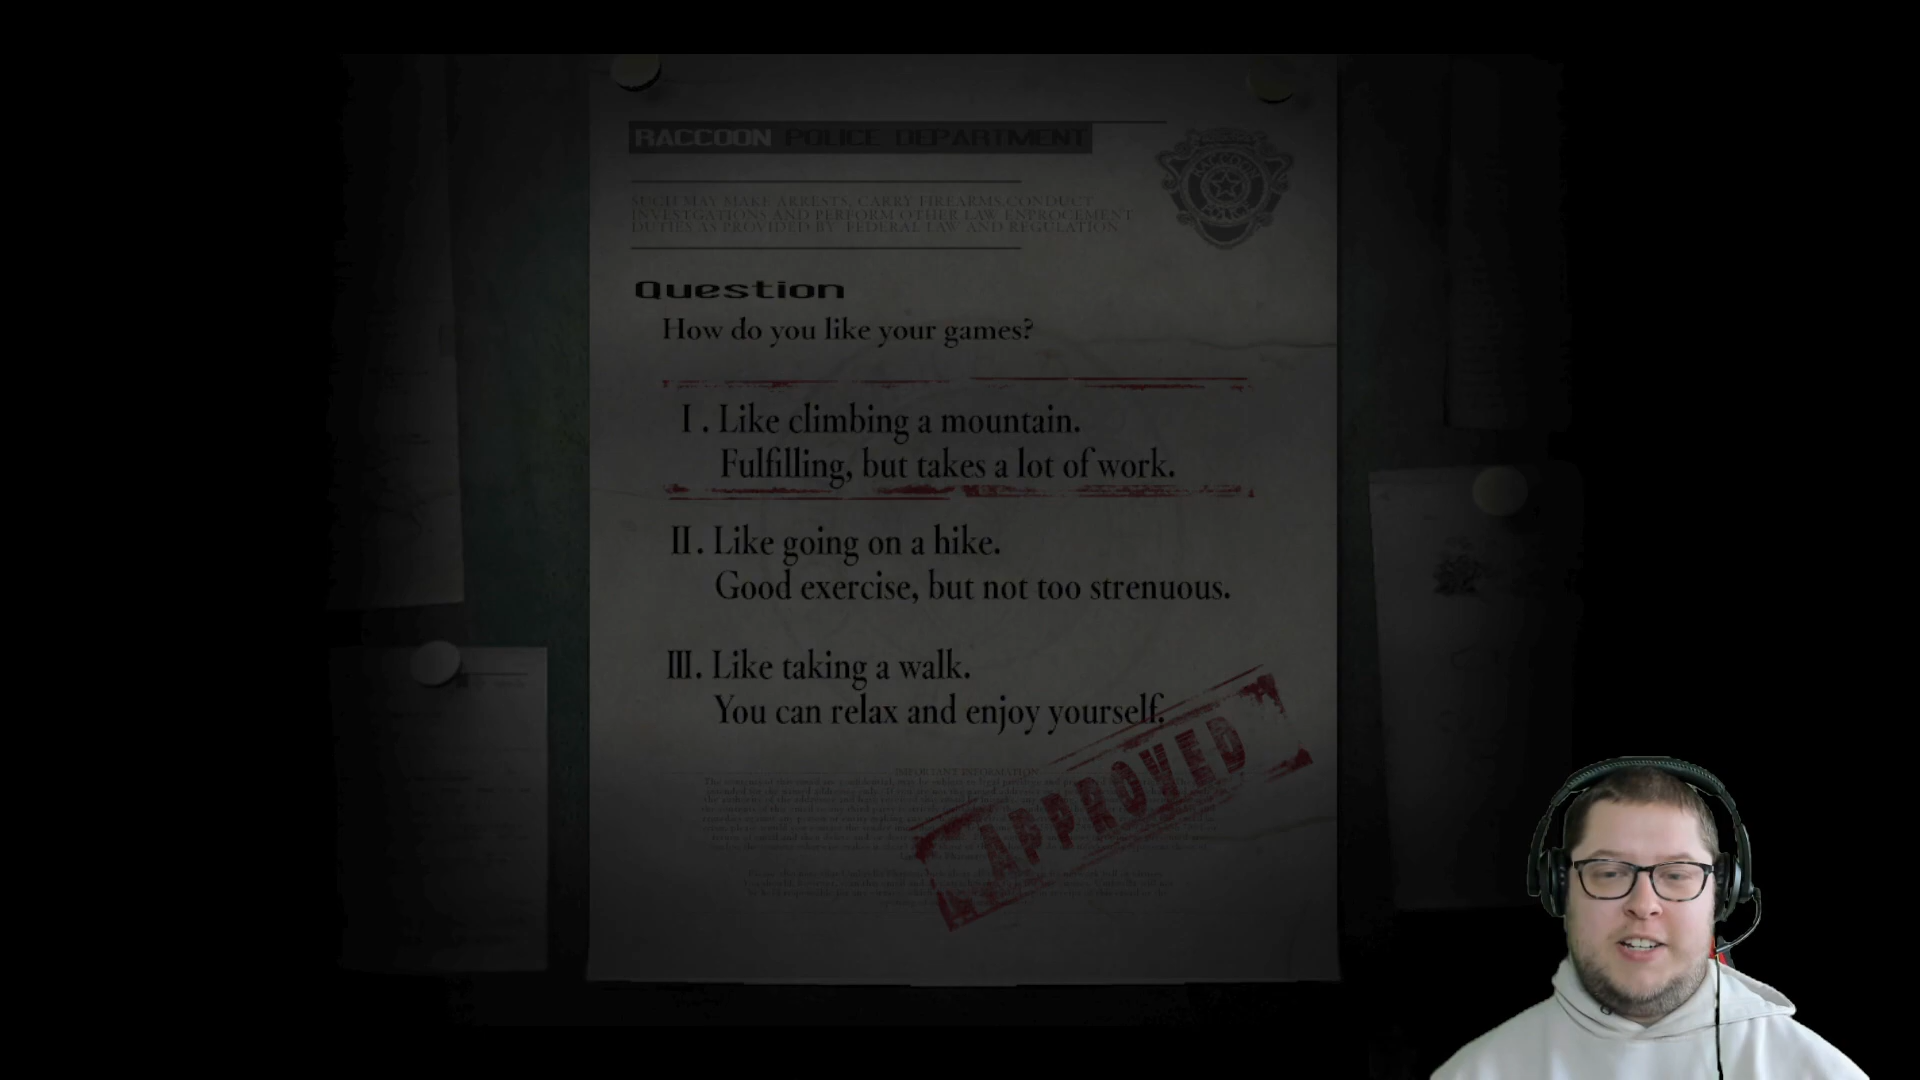 RACCOON POLICE DEPARTMENT
SUCH MAY MAKE ARRESTS, CARRY FIREARMS,CONDUCT
INVESTGATIONS AND PERFORM OTHER LAW ENPROCEMENT
DUTIES AS PROVIDED BY FEDERAL LAW AND REGULATION
RACCOON
POLICE
Question
How do you like your games?
I. Like climbing a mountain.
Fulfilling, but takes a lot of work.
II. Like going on a hike.
Good exercise, but not too strenuous.
III. Like taking a walk.
You can relax and enjoy yourself.
IMPORTANT INFORMATION
APPROVED